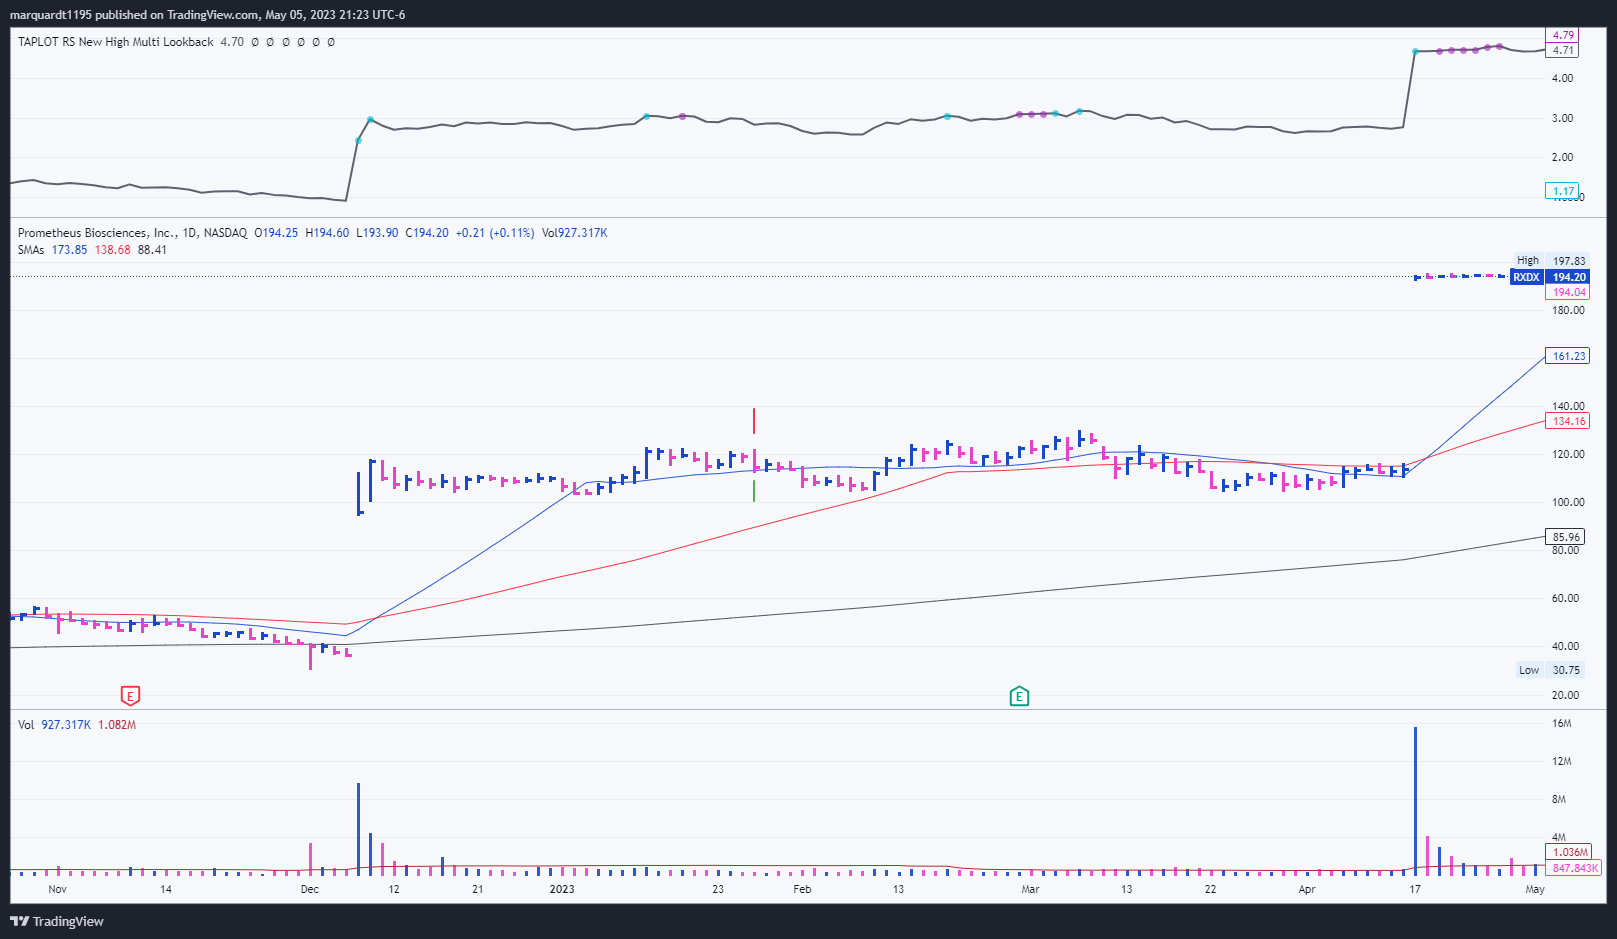 marquardt1195 published on TradingView.com, May 05, 2023 21:23 UTC-6
TAPLOT RS New High Multi Lookback 4.70 Ø Ø Ø Ø Ø Ø
4.79
4.71
4.00
3.00
2.00
1.17
Prometheus Biosciences, Inc., 1D, NASDAQ O194.25 H194.60 L193.90 C194.20 +0.21 (+0.11%) Vol927.317K
SMAs 173.85 138.68 88.41
High 197.83
RXDX 194.20
194.04
180.00
161.23
140.00
134.16
120.00
100.00
85.96
80.00
60.00
40.00
Low 30.75
20.00
E E
Vol 927.317K 1.082M
16M
12M
8M
4M
1.036M
847.843K
Nov 14 Dec 12 21 2023 23 Feb 13 Mar 13 22 Apr 17 May
TradingView